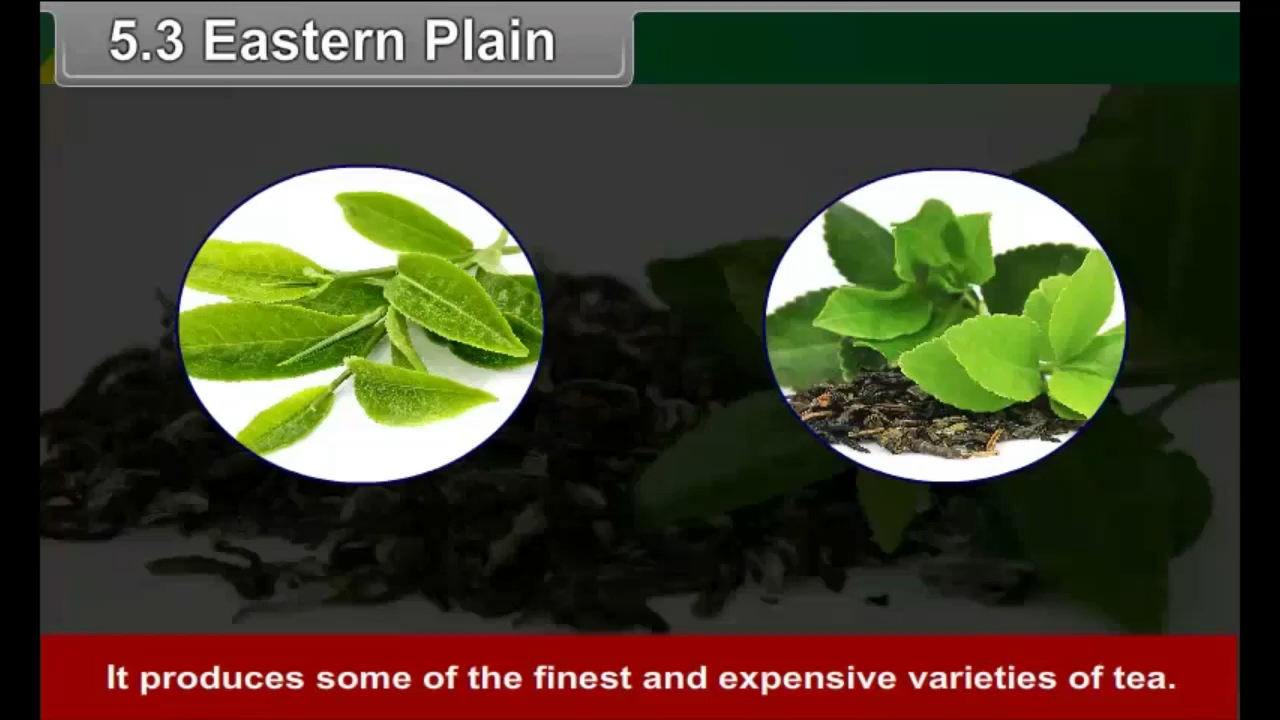 5.3 Eastern Plain
It produces some of the finest and expensive varieties of tea.